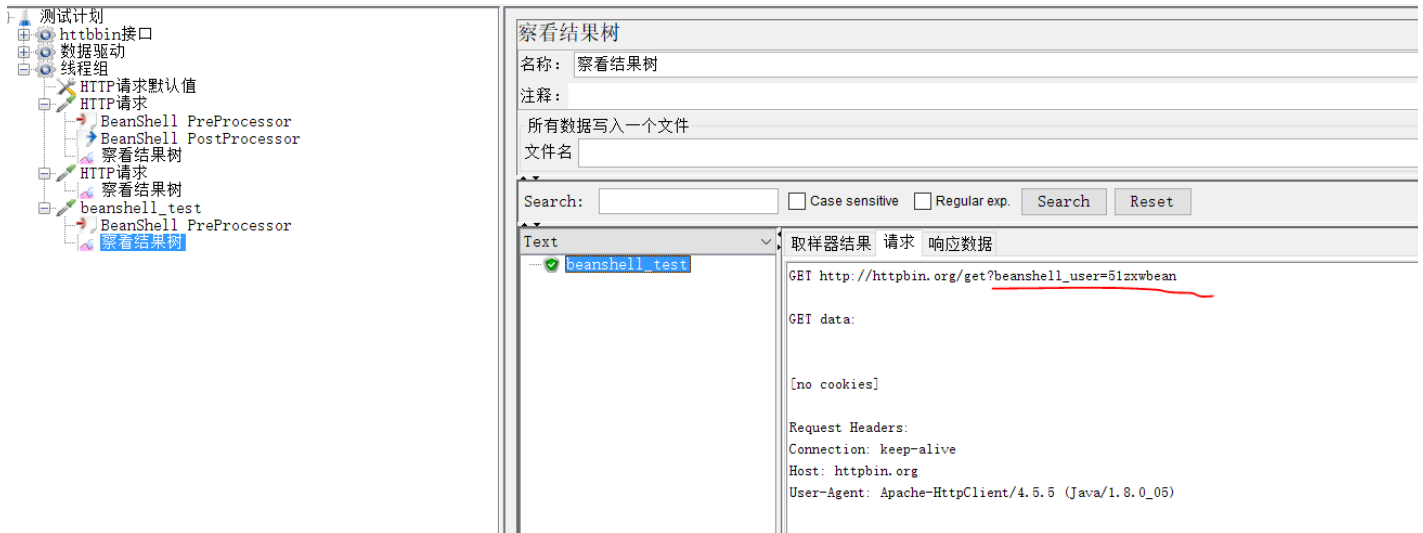 测试计划
httbbin接口
数据驱动
线程组
HTTP请求默认值
HTTP请求
BeanShell PreProcessor
BeanShell PostProcessor
察看结果树
HTTP请求
察看结果树
beanshell_test
BeanShell PreProcessor
察看结果树
察看结果树
名称： 察看结果树
注释：
所有数据写入一个文件
文件名
Search: Case sensitive Regular exp. Search Reset
Text
beanshell_test
取样器结果 请求 响应数据
GET http://httpbin.org/get?beanshell_user=51zxwbean
GET data:
[no cookies]
Request Headers:
Connection: keep-alive
Host: httpbin.org
User-Agent: Apache-HttpClient/4.5.5 (Java/1.8.0_05)